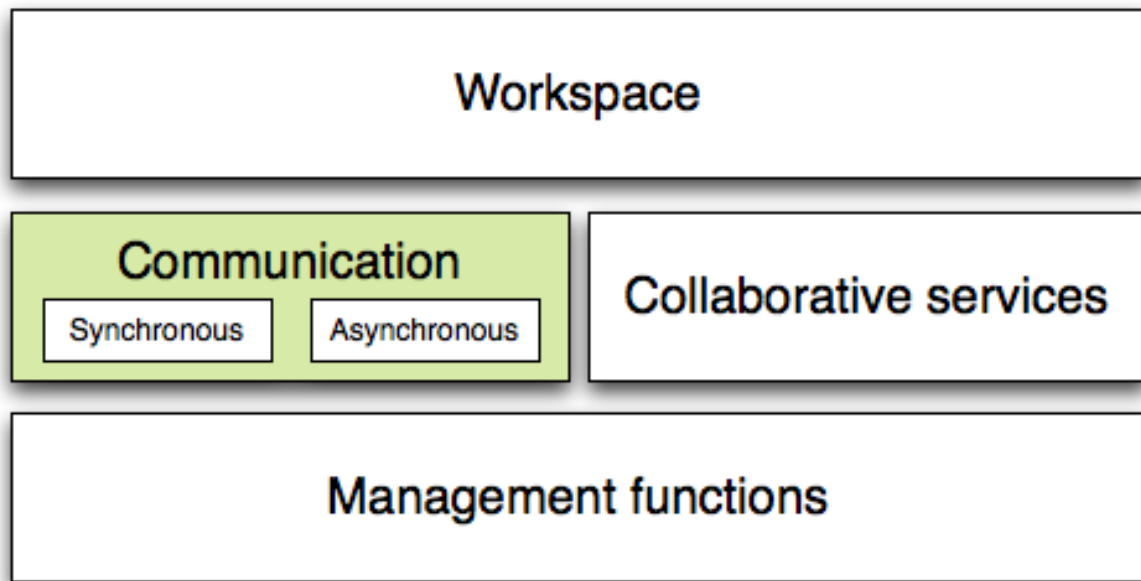 Workspace
Communication
Synchronous
Asynchronous
Collaborative services
Management functions